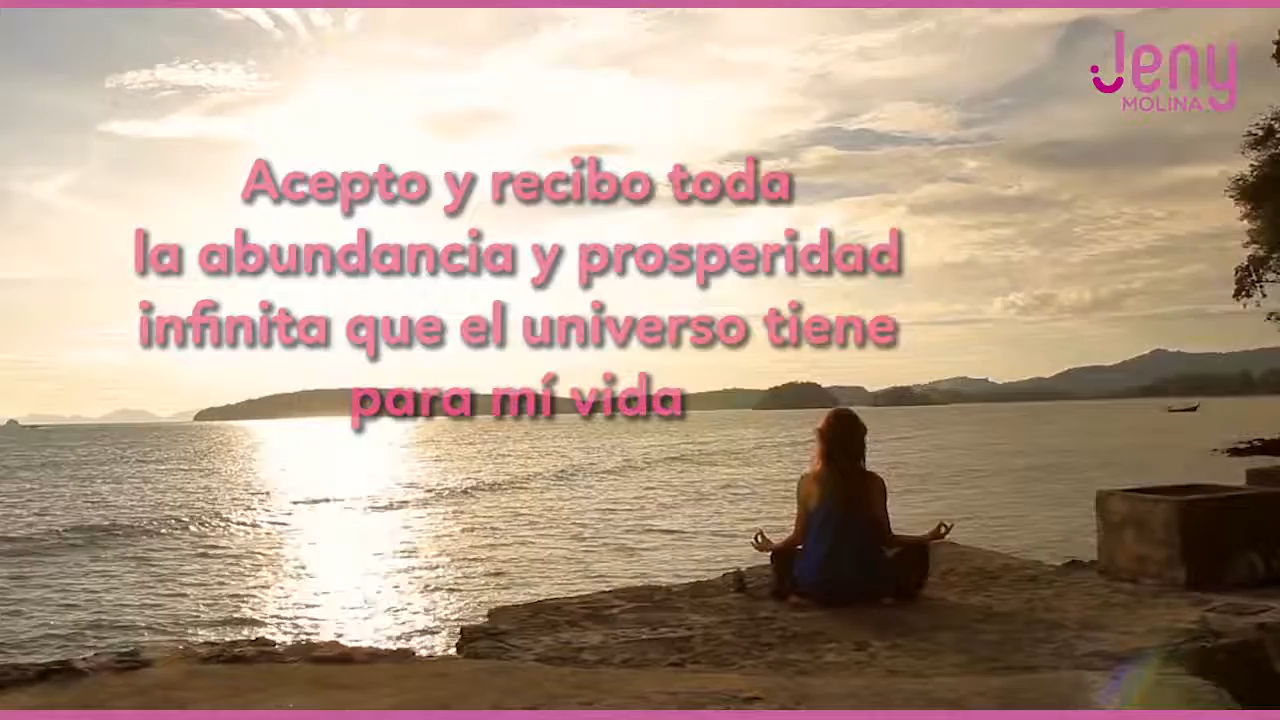 Jeny
MOLINA
Acepto y recibo toda
la abundancia y prosperidad
infinita que el universo tiene
para mí vida